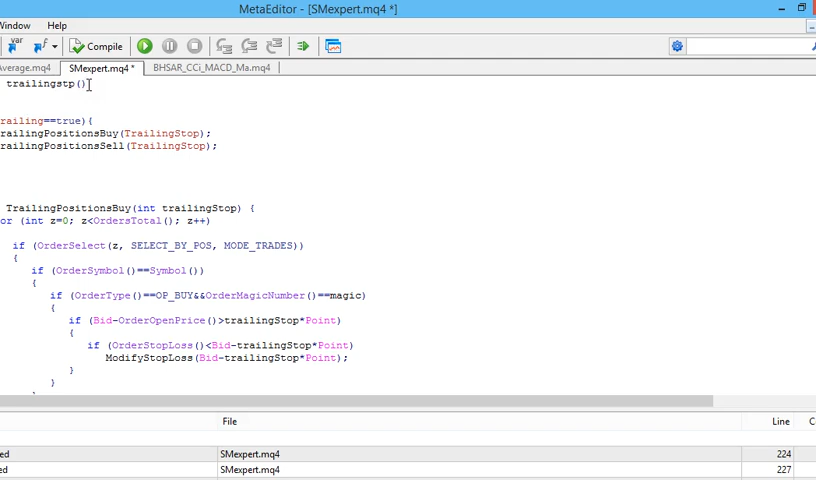 MetaEditor - [SMexpert.mq4 *]
Window Help
var f Compile
Average.mq4 SMexpert.mq4 * BHSAR_CCi_MACD_Ma.mq4
trailingstp()
railing==true){
railingPositionsBuy(TrailingStop);
railingPositionsSell(TrailingStop);
TrailingPositionsBuy(int trailingStop) {
or (int z=0; z<OrdersTotal(); z++)
if (OrderSelect(z, SELECT_BY_POS, MODE_TRADES))
{
if (OrderSymbol()==Symbol())
{
if (OrderType()==OP_BUY&&OrderMagicNumber()==magic)
{
if (Bid-OrderOpenPrice()>trailingStop*Point)
{
if (OrderStopLoss()<Bid-trailingStop*Point)
ModifyStopLoss(Bid-trailingStop*Point);
}
}
File Line C
ed SMexpert.mq4 224
ed SMexpert.mq4 227